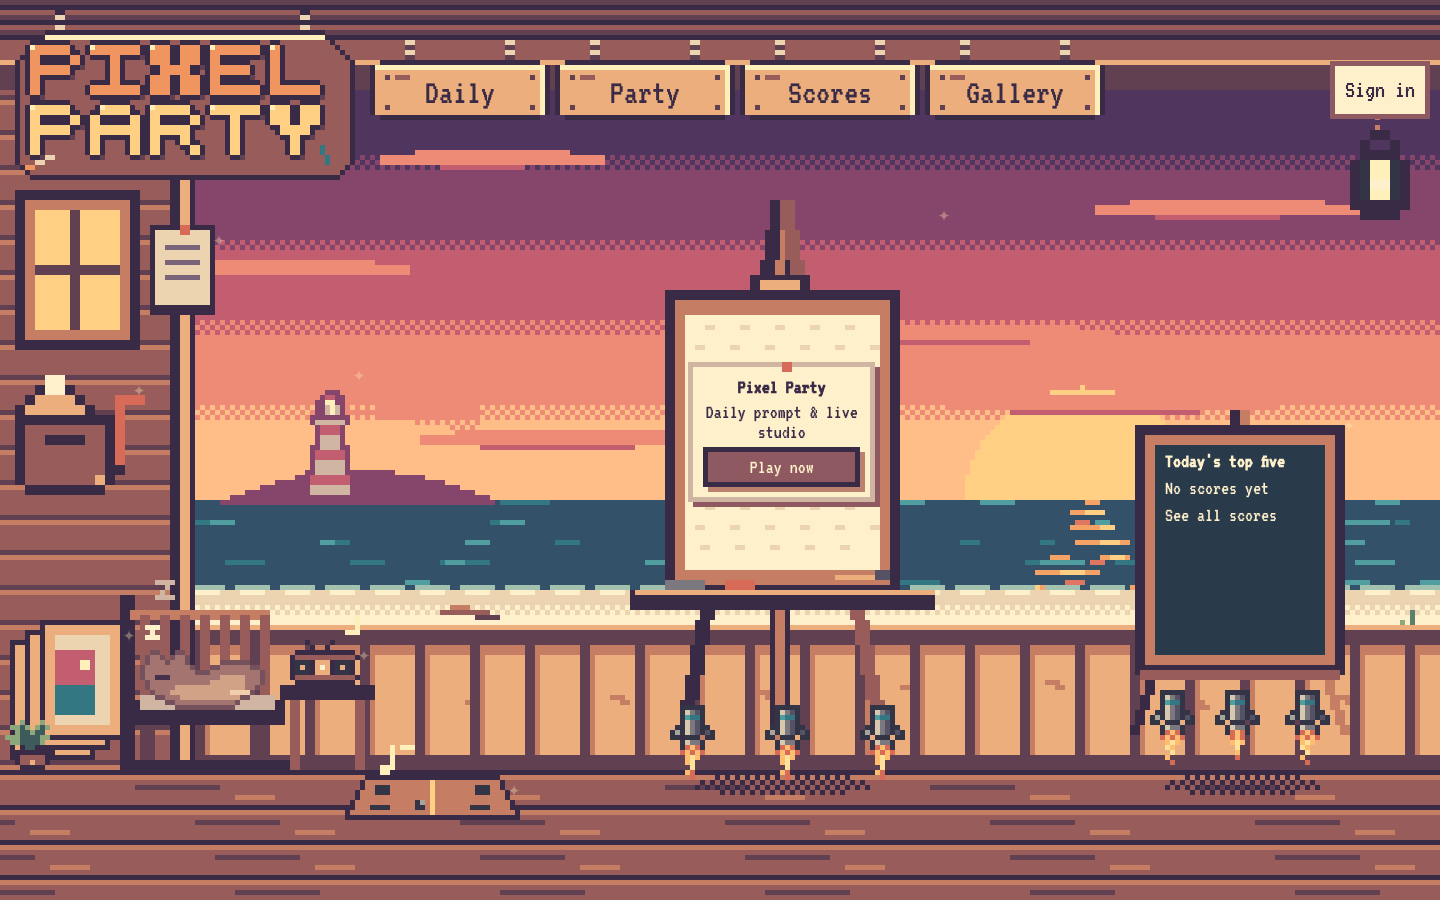 PIXEL
PARTY
Daily
Party
Scores
Gallery
Sign in
Pixel Party
Daily prompt & live
studio
Play now
Today's top five
No scores yet
See all scores